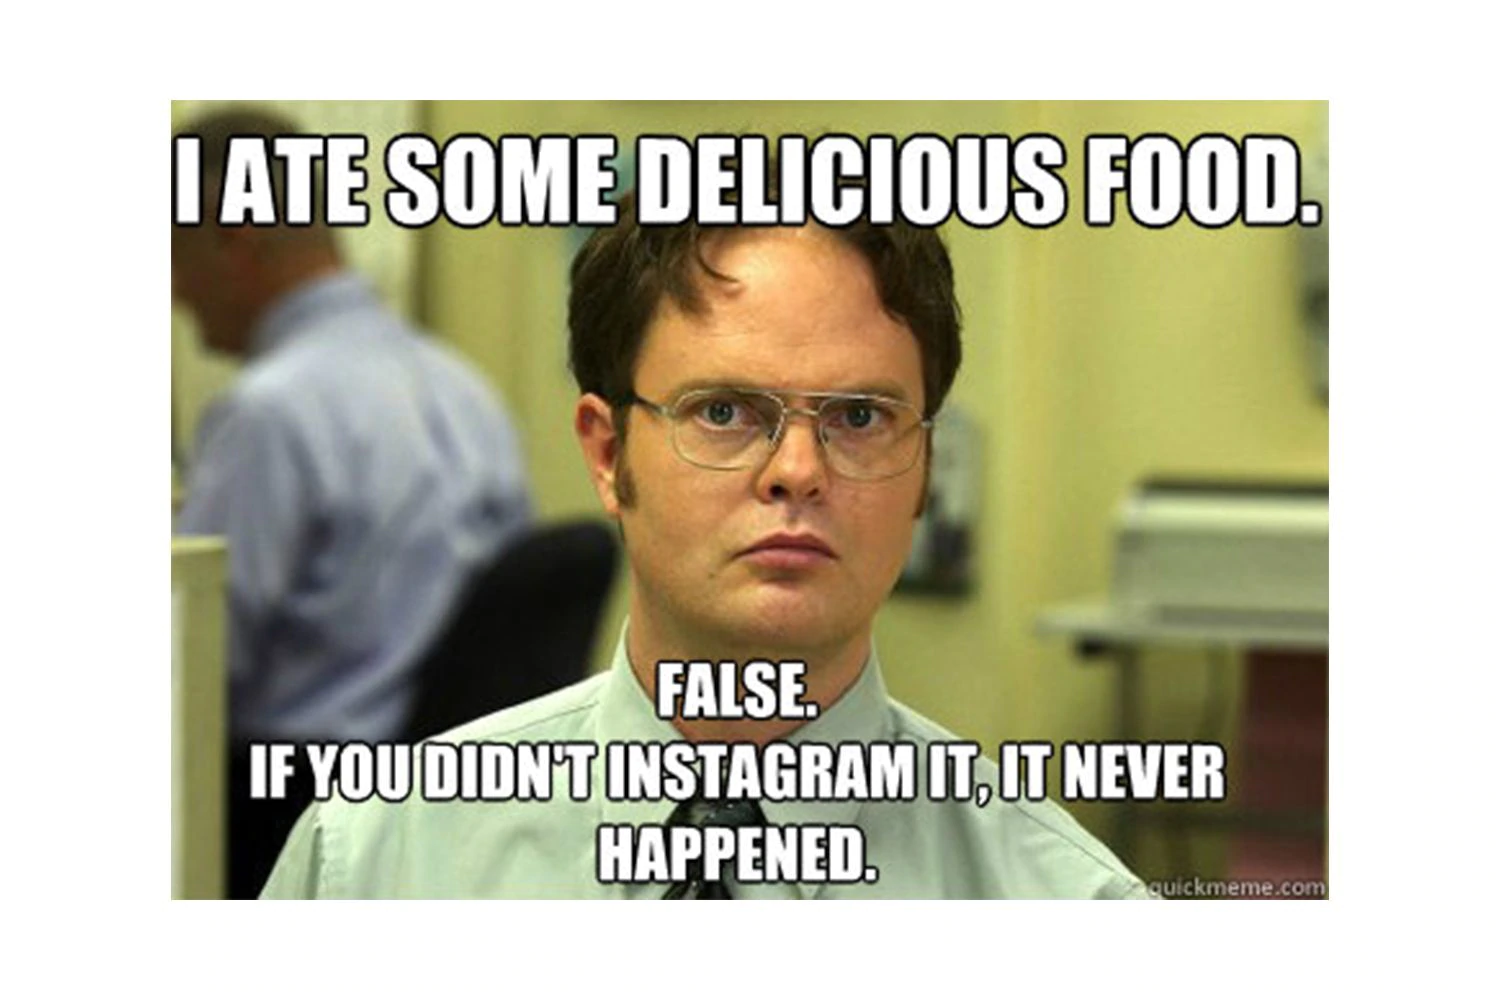 I ATE SOME DELICIOUS FOOD.
FALSE.
IF YOU DIDN'T INSTAGRAM IT, IT NEVER
HAPPENED.
quickmeme.com